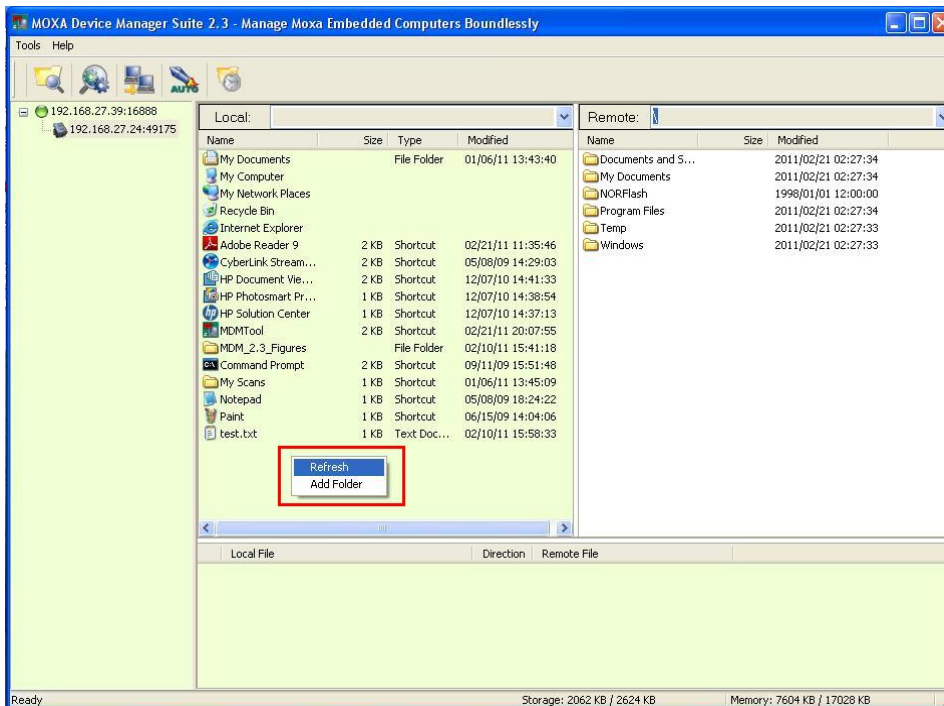 MOXA Device Manager Suite 2.3 - Manage Moxa Embedded Computers Boundlessly
Tools Help
AUTO
192.168.27.39:16888
192.168.27.24:49175
Local:
Name Size Type Modified
My Documents File Folder 01/06/11 13:43:40
My Computer
My Network Places
Recycle Bin
Internet Explorer
Adobe Reader 9 2 KB Shortcut 02/21/11 11:35:46
CyberLink Stream... 2 KB Shortcut 05/08/09 14:29:03
HP Document Vie... 2 KB Shortcut 12/07/10 14:41:33
HP Photosmart Pr... 1 KB Shortcut 12/07/10 14:38:54
HP Solution Center 1 KB Shortcut 12/07/10 14:37:13
MDMTool 2 KB Shortcut 02/21/11 20:07:55
MDM_2.3_Figures File Folder 02/10/11 15:41:18
Command Prompt 2 KB Shortcut 09/11/09 15:51:48
My Scans 1 KB Shortcut 01/06/11 13:45:09
Notepad 1 KB Shortcut 05/08/09 18:24:22
Paint 1 KB Shortcut 06/15/09 14:04:06
test.txt 1 KB Text Doc... 02/10/11 15:58:33
Refresh
Add Folder
Remote: \
Name Size Modified
Documents and S... 2011/02/21 02:27:34
My Documents 2011/02/21 02:27:34
NORFlash 1998/01/01 12:00:00
Program Files 2011/02/21 02:27:34
Temp 2011/02/21 02:27:33
Windows 2011/02/21 02:27:33
Local File Direction Remote File
Ready Storage: 2062 KB / 2624 KB Memory: 7604 KB / 17028 KB